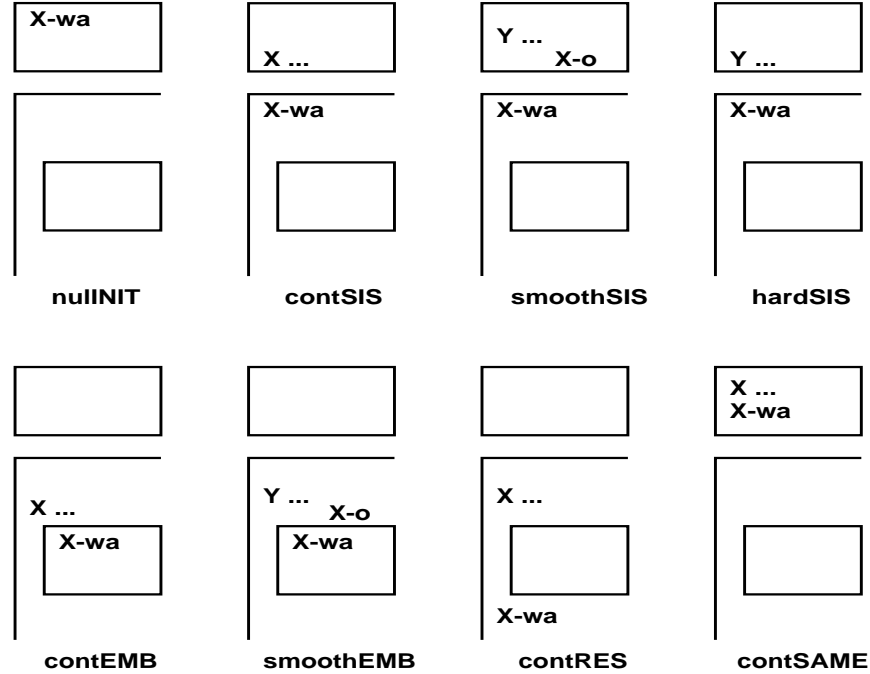 X-wa
X ...
Y ...
X-o
Y ...
X-wa
X-wa
X-wa
nullINIT
contSIS
smoothSIS
hardSIS
X ...
X-wa
X ...
Y ...
X-o
X ...
X-wa
X-wa
X-wa
contEMB
smoothEMB
contRES
contSAME